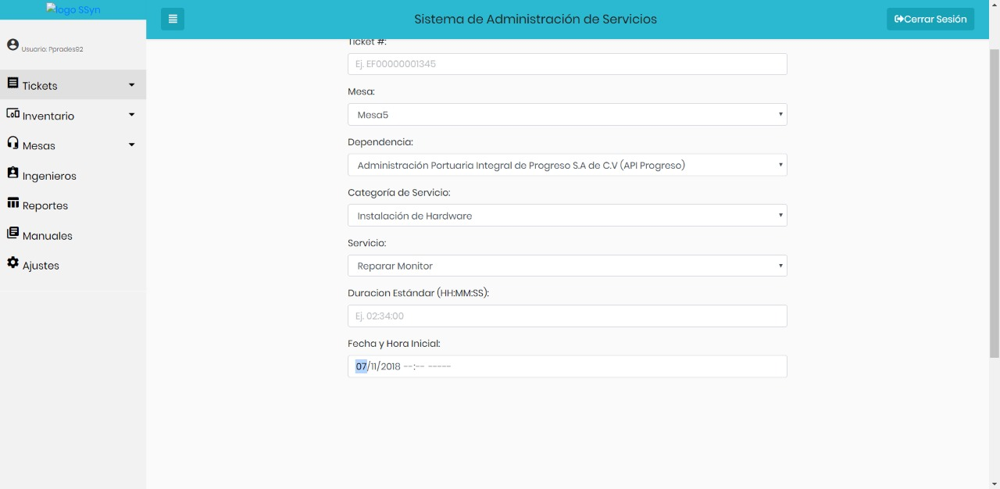 logo SSyn
Sistema de Administración de Servicios
Cerrar Sesión
Usuario: Pprades92
Tickets
Inventario
Mesas
Ingenieros
Reportes
Manuales
Ajustes
Ticket #:
Ej. EF00000001345
Mesa:
Mesa5
Dependencia:
Administración Portuaria Integral de Progreso S.A de C.V (API Progreso)
Categoría de Servicio:
Instalación de Hardware
Servicio:
Reparar Monitor
Duracion Estándar (HH:MM:SS):
Ej. 02:34:00
Fecha y Hora Inicial:
07/11/2018 --:-- -----